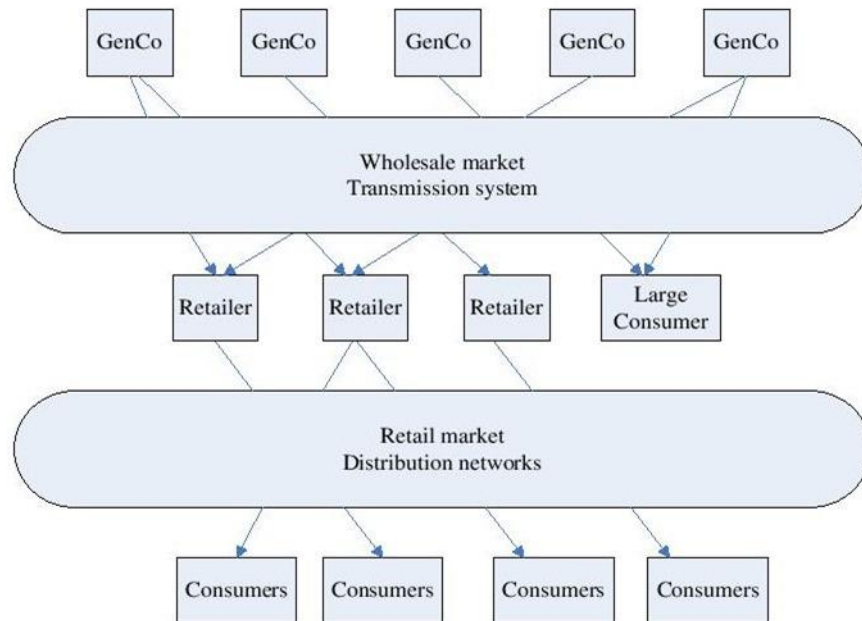 GenCo
GenCo
GenCo
GenCo
GenCo
Wholesale market
Transmission system
Retailer
Retailer
Retailer
Large
Consumer
Retail market
Distribution networks
Consumers
Consumers
Consumers
Consumers